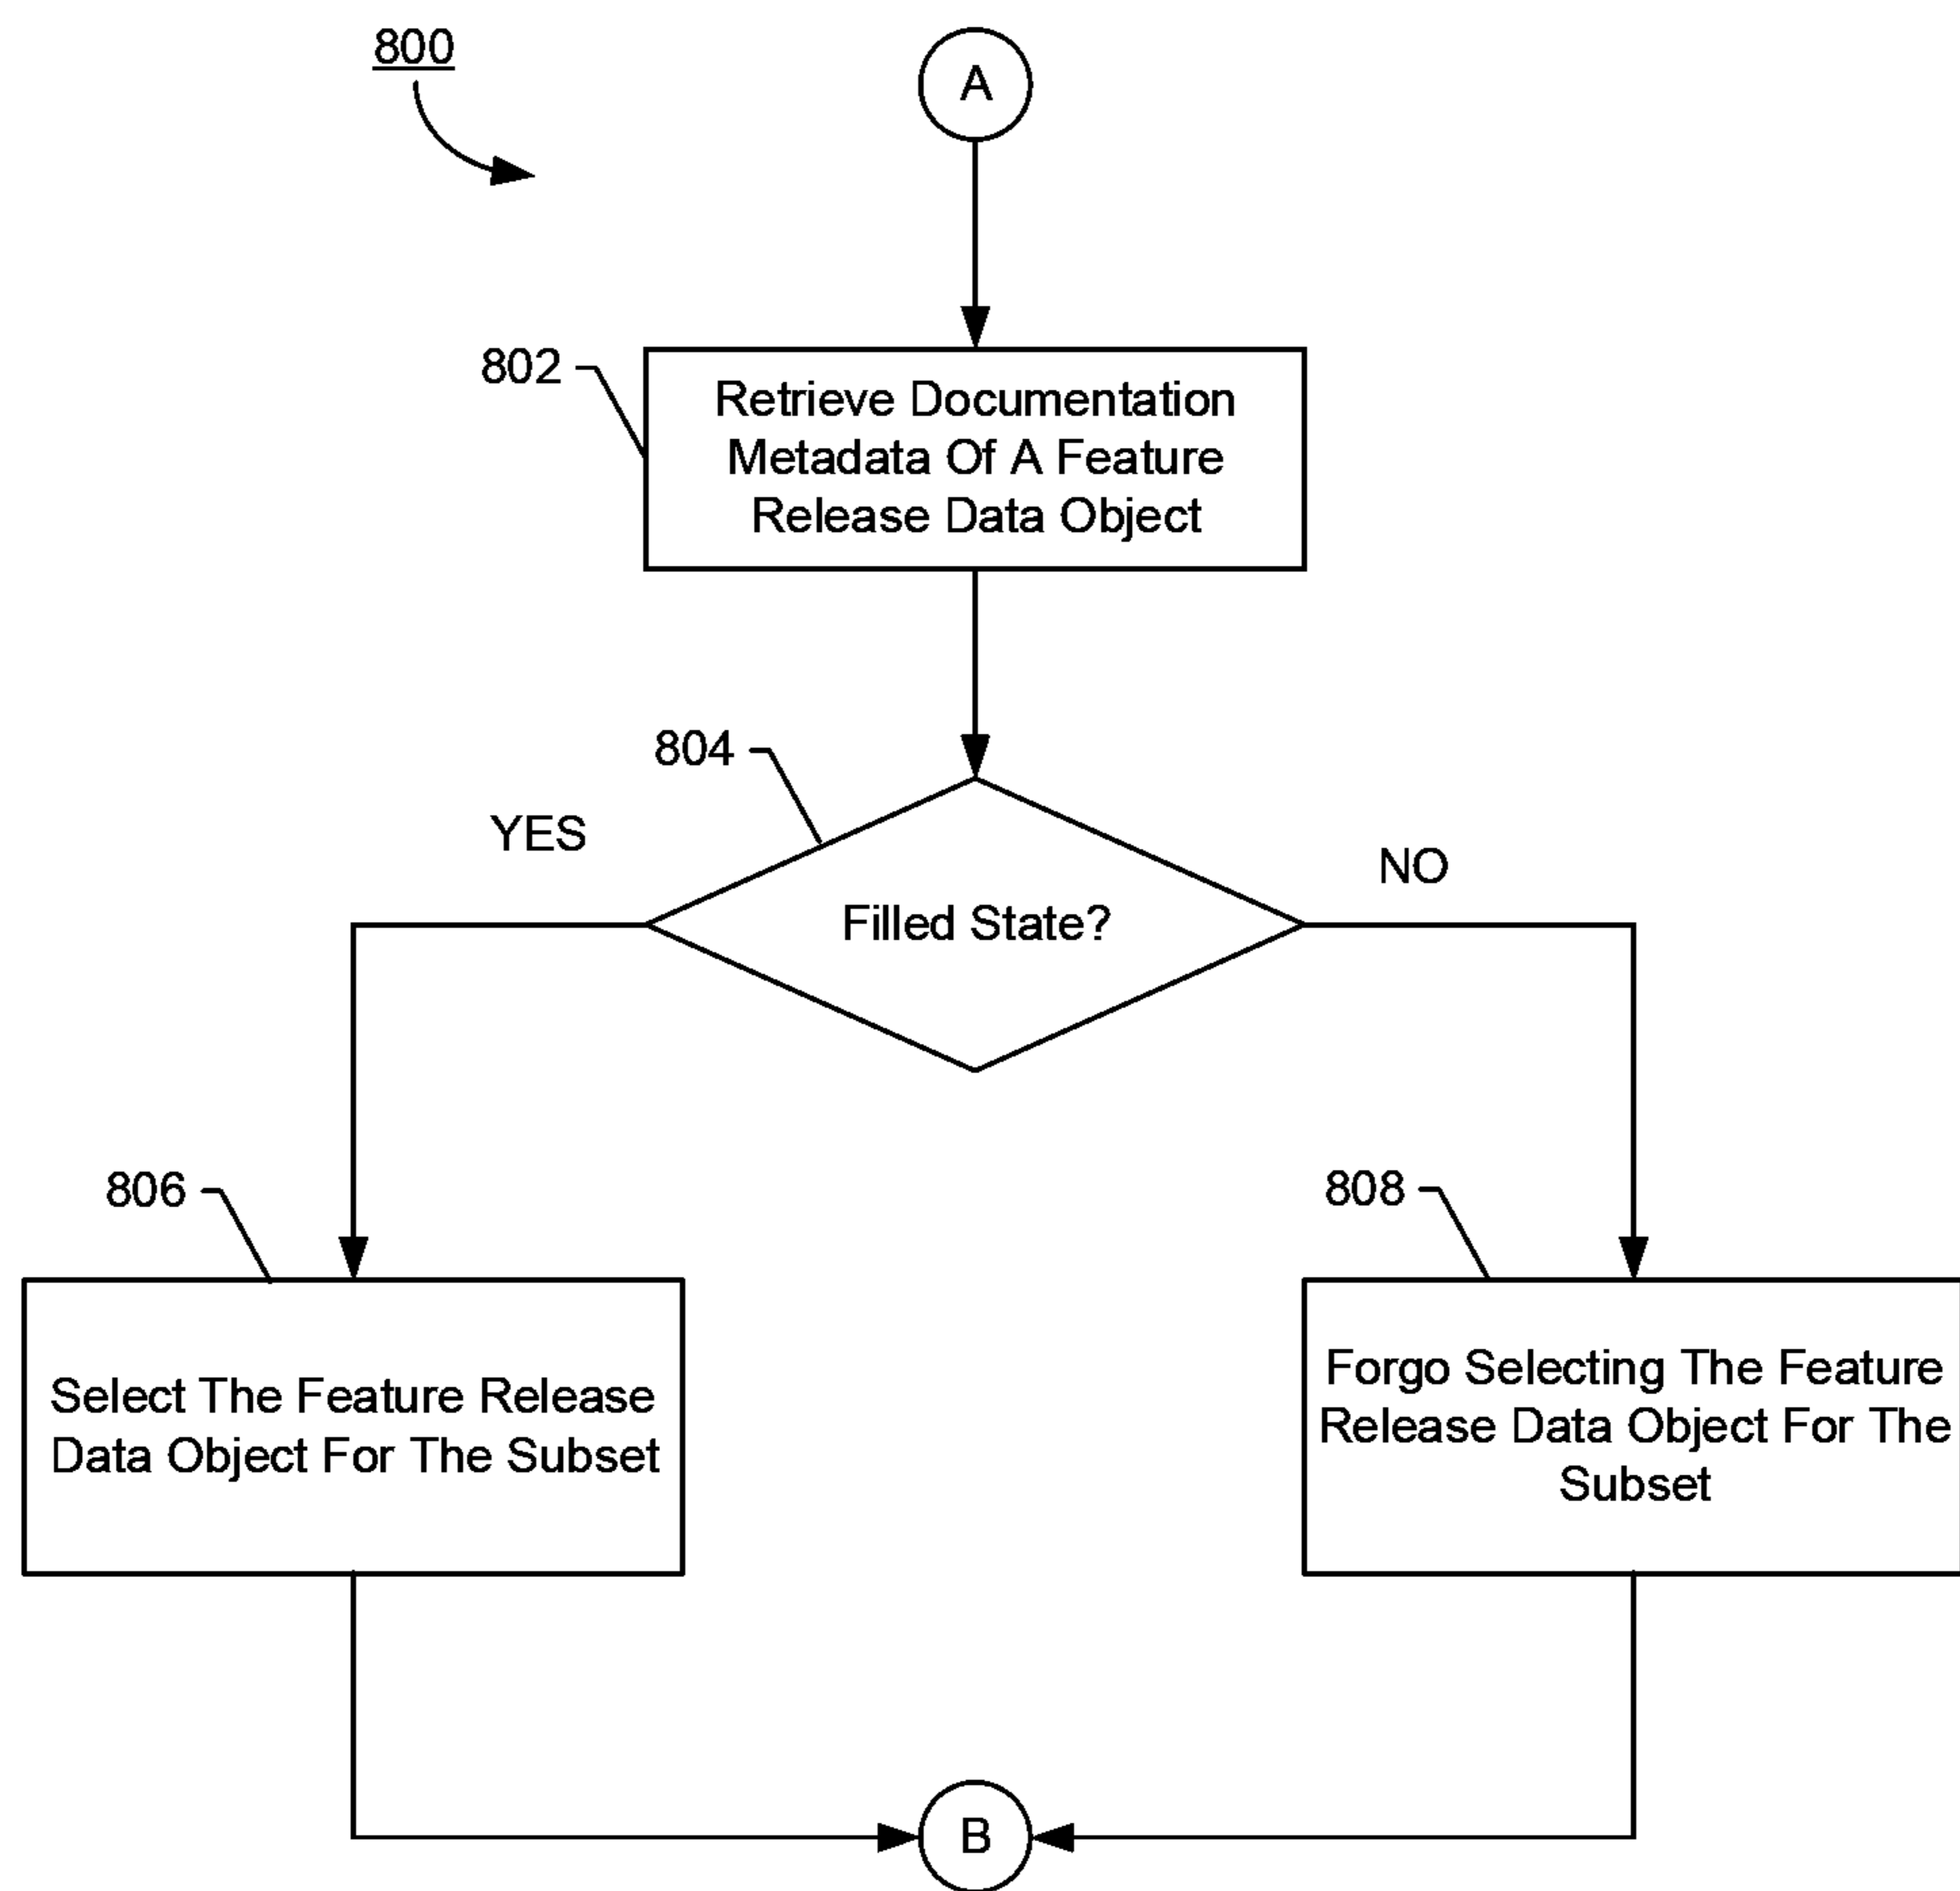 800
A
802
Retrieve Documentation
Metadata Of A Feature
Release Data Object
804
YES
NO
Filled State?
806
808
Select The Feature Release
Data Object For The Subset
Forgo Selecting The Feature
Release Data Object For The
Subset
B